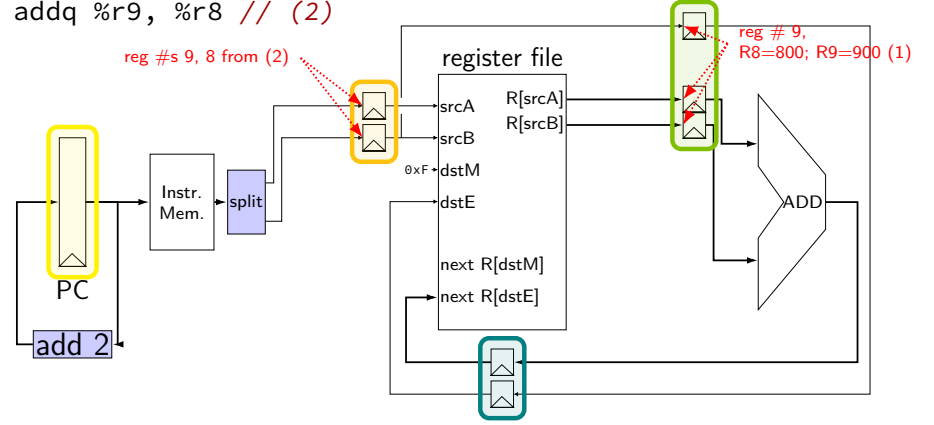 addq %r9, %r8 // (2)
reg #s 9, 8 from (2)
reg # 9,
R8=800; R9=900 (1)
register file
srcA
srcB
0xF
dstM
dstE
R[srcA]
R[srcB]
next R[dstM]
next R[dstE]
Instr.
Mem.
split
ADD
PC
add 2